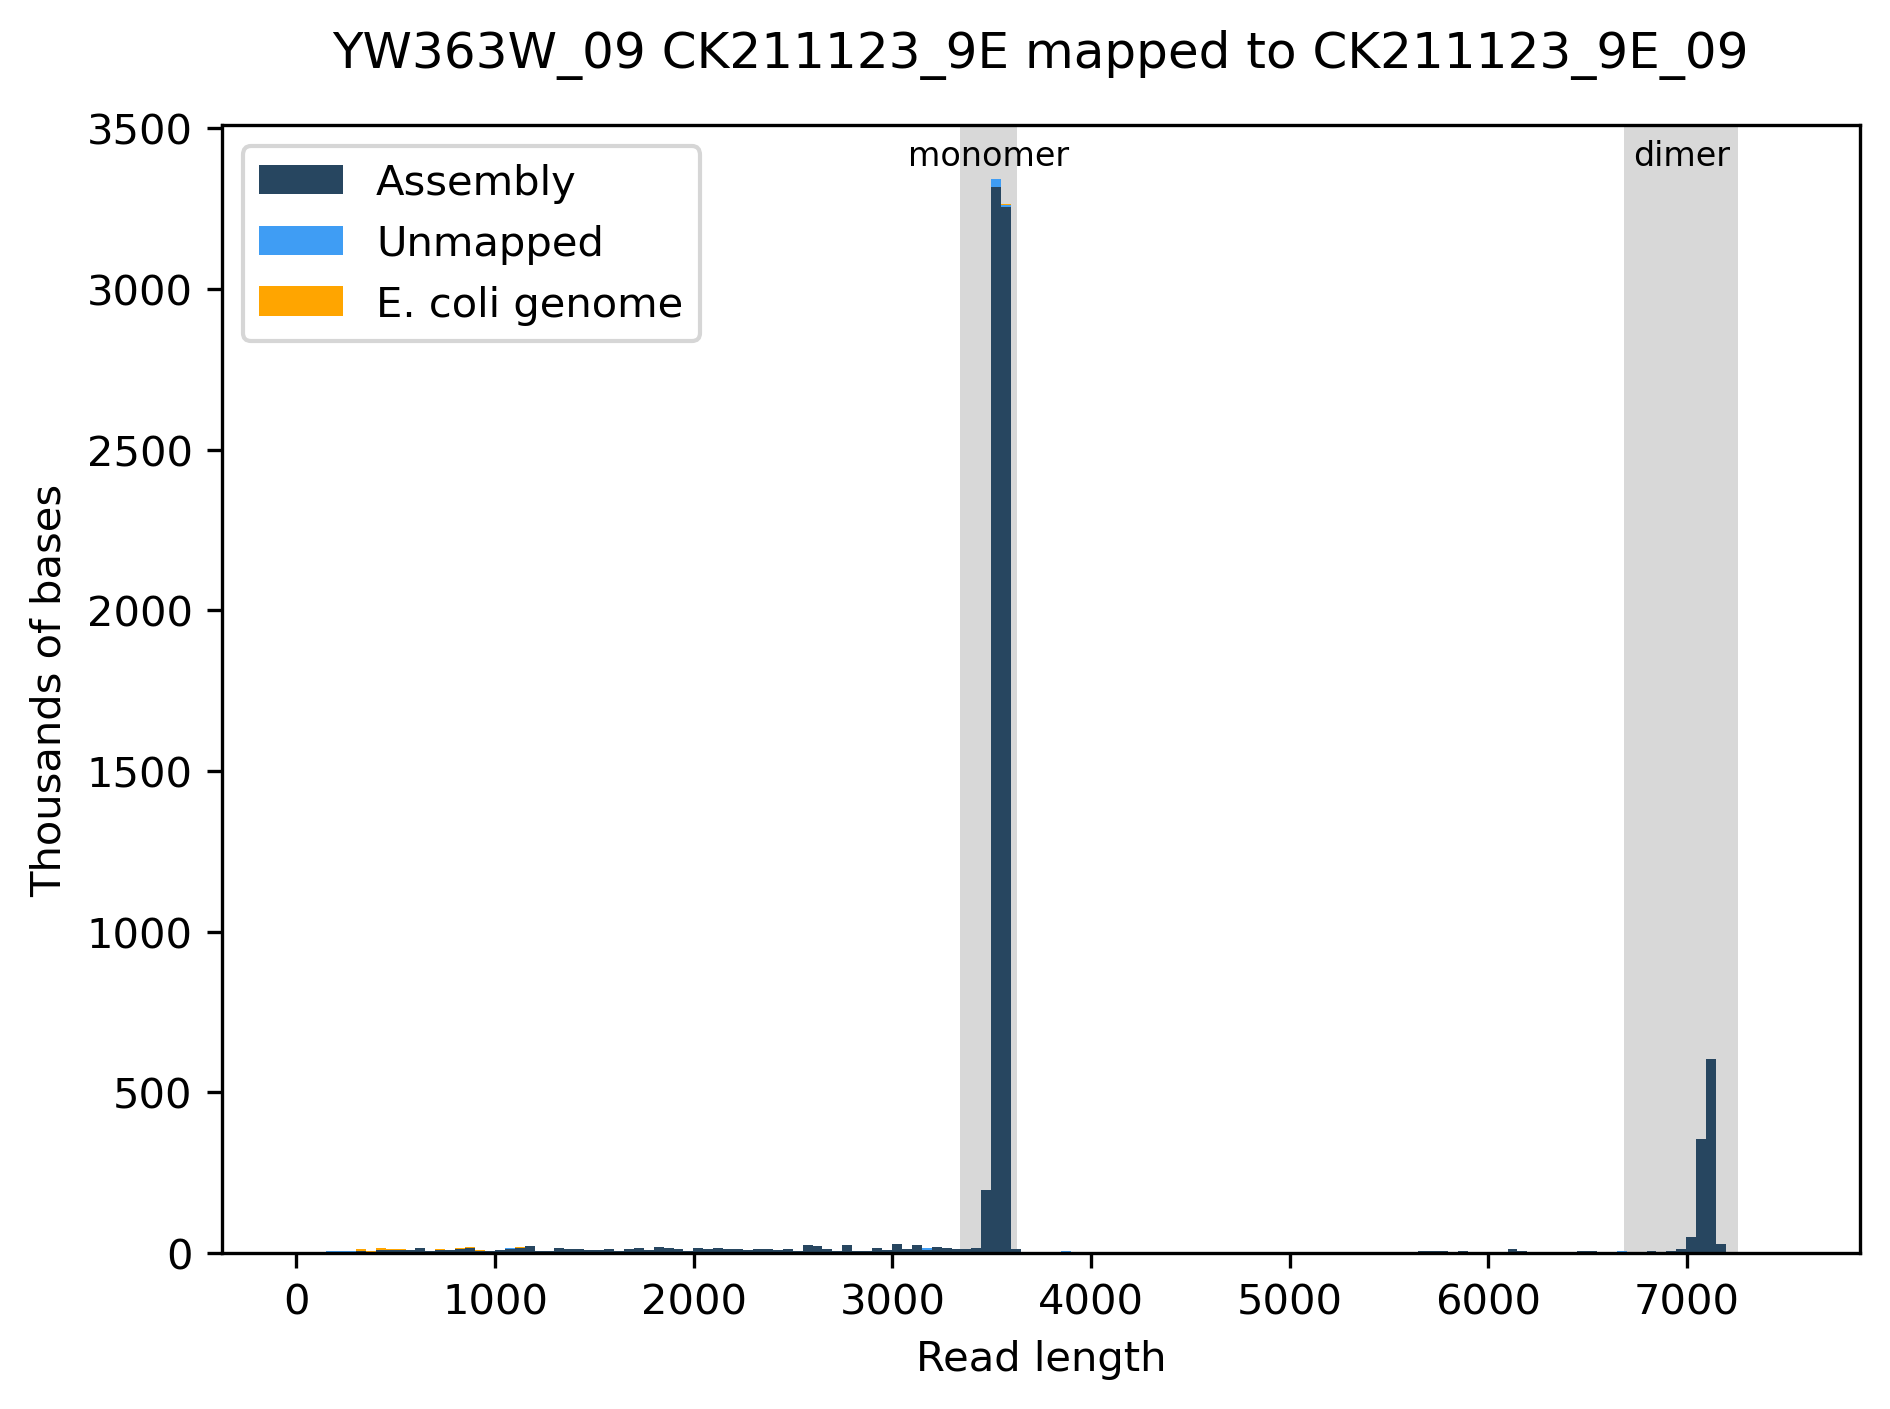 YW363W_09 CK211123_9E mapped to CK211123_9E_09
3500
3000
2500
2000
1500
1000
500
0
Thousands of bases
Assembly
Unmapped
E. coli genome
monomer
dimer
0 1000 2000 3000 4000 5000 6000 7000
Read length